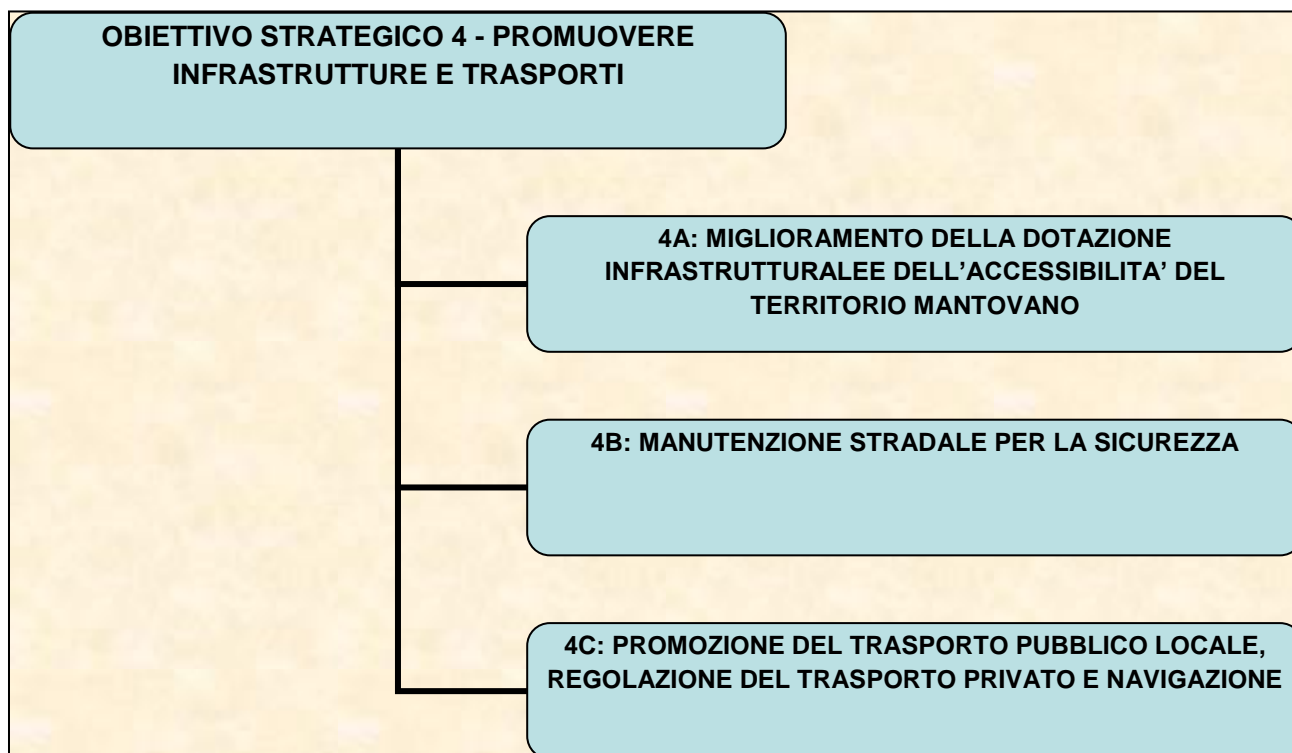 OBIETTIVO STRATEGICO 4 - PROMUOVERE
INFRASTRUTTURE E TRASPORTI
4A: MIGLIORAMENTO DELLA DOTAZIONE
INFRASTRUTTURALEE DELL’ACCESSIBILITA’ DEL
TERRITORIO MANTOVANO
4B: MANUTENZIONE STRADALE PER LA SICUREZZA
4C: PROMOZIONE DEL TRASPORTO PUBBLICO LOCALE,
REGOLAZIONE DEL TRASPORTO PRIVATO E NAVIGAZIONE